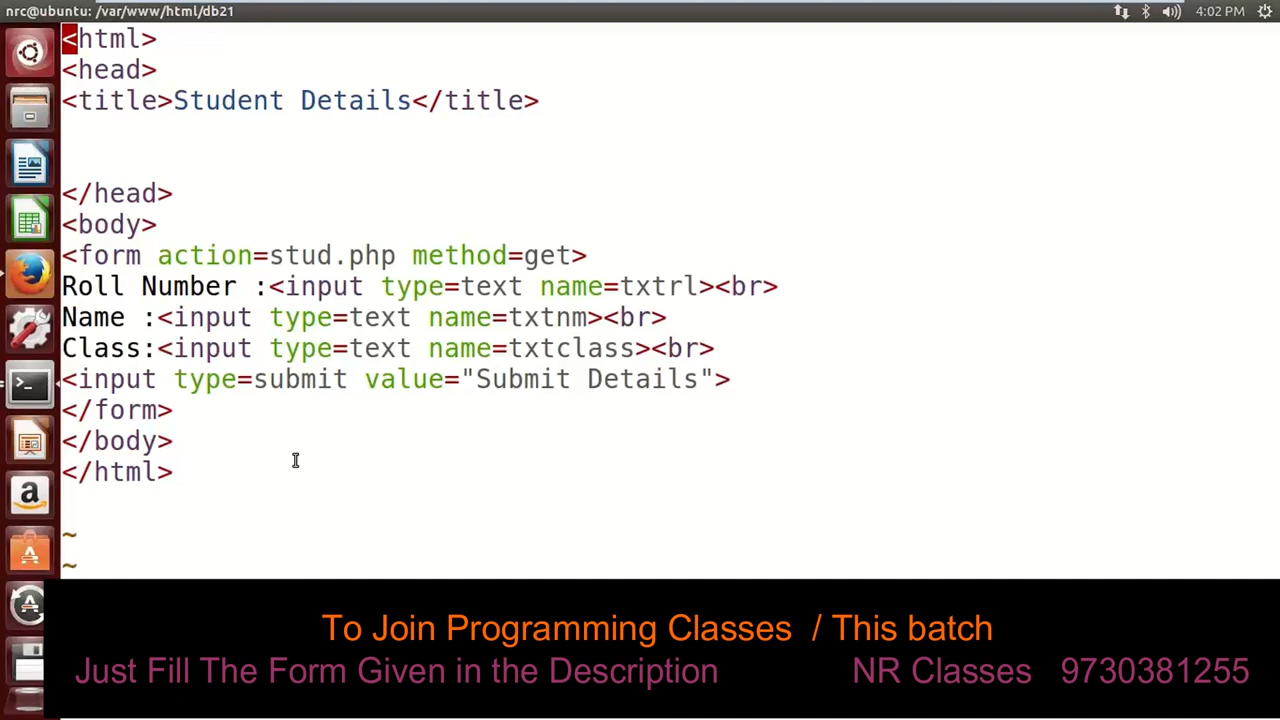 nrc@ubuntu: /var/www/html/db21
4:02 PM
<html>
<head>
<title>Student Details</title>
</head>
<body>
<form action=stud.php method=get>
Roll Number :<input type=text name=txtrl><br>
Name :<input type=text name=txtnm><br>
Class:<input type=text name=txtclass><br>
<input type=submit value="Submit Details">
</form>
</body>
</html>
~
~
To Join Programming Classes / This batch
Just Fill The Form Given in the Description NR Classes 9730381255